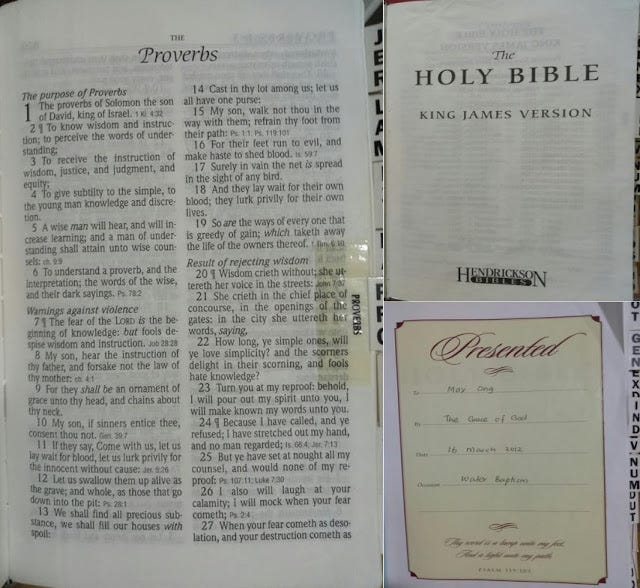 THE
Proverbs
The purpose of Proverbs
1 The proverbs of Solomon the son
of David, king of Israel. 1 Ki. 4:32
2 ¶ To know wisdom and instruc-
tion; to perceive the words of under-
standing;
3 To receive the instruction of
wisdom, justice, and judgment, and
equity;
4 To give subtilty to the simple, to
the young man knowledge and discre-
tion.
5 A wise man will hear, and will in-
crease learning; and a man of under-
standing shall attain unto wise coun-
sels: ch. 9:9
6 To understand a proverb, and the
interpretation; the words of the wise,
and their dark sayings. Ps. 78:2
Warnings against violence
7 ¶ The fear of the LORD is the be-
ginning of knowledge: but fools de-
spise wisdom and instruction. Job 28:28
8 My son, hear the instruction of
thy father, and forsake not the law of
thy mother: ch. 4:1
9 For they shall be an ornament of
grace unto thy head, and chains about
thy neck.
10 My son, if sinners entice thee,
consent thou not. Gen. 39:7
11 If they say, Come with us, let us
lay wait for blood, let us lurk privily for
the innocent without cause: Jer. 5:26
12 Let us swallow them up alive as
the grave; and whole, as those that go
down into the pit: Ps. 28:1
13 We shall find all precious sub-
stance, we shall fill our houses with
spoil:
14 Cast in thy lot among us; let us
all have one purse:
15 My son, walk not thou in the
way with them; refrain thy foot from
their path: Ps. 1:1; Ps. 119:101
16 For their feet run to evil, and
make haste to shed blood. Is. 59:7
17 Surely in vain the net is spread
in the sight of any bird.
18 And they lay wait for their own
blood; they lurk privily for their own
lives.
19 So are the ways of every one that
is greedy of gain; which taketh away
the life of the owners thereof. 1 Tim. 6:10
Result of rejecting wisdom
20 ¶ Wisdom crieth without; she ut-
tereth her voice in the streets: John 7:37
21 She crieth in the chief place of
concourse, in the openings of the
gates: in the city she uttereth her
words, saying,
22 How long, ye simple ones, will
ye love simplicity? and the scorners
delight in their scorning, and fools
hate knowledge?
23 Turn you at my reproof: behold,
I will pour out my spirit unto you, I
will make known my words unto you.
24 ¶ Because I have called, and ye
refused; I have stretched out my hand,
and no man regarded; Is. 66:4; Jer. 7:13
25 But ye have set at nought all my
counsel, and would none of my re-
proof: Ps. 107:11; Luke 7:30
26 I also will laugh at your
calamity; I will mock when your fear
cometh; Ps. 2:4
27 When your fear cometh as deso-
lation, and your destruction cometh as
PROVERBS
The
HOLY BIBLE
KING JAMES VERSION
HENDRICKSON
BIBLES
Presented
To May Ong
By The Grace of God
Date 16 March 2012
Occasion Water Baptism
Thy word is a lamp unto my feet,
And a light unto my path.
PSALM 119:105